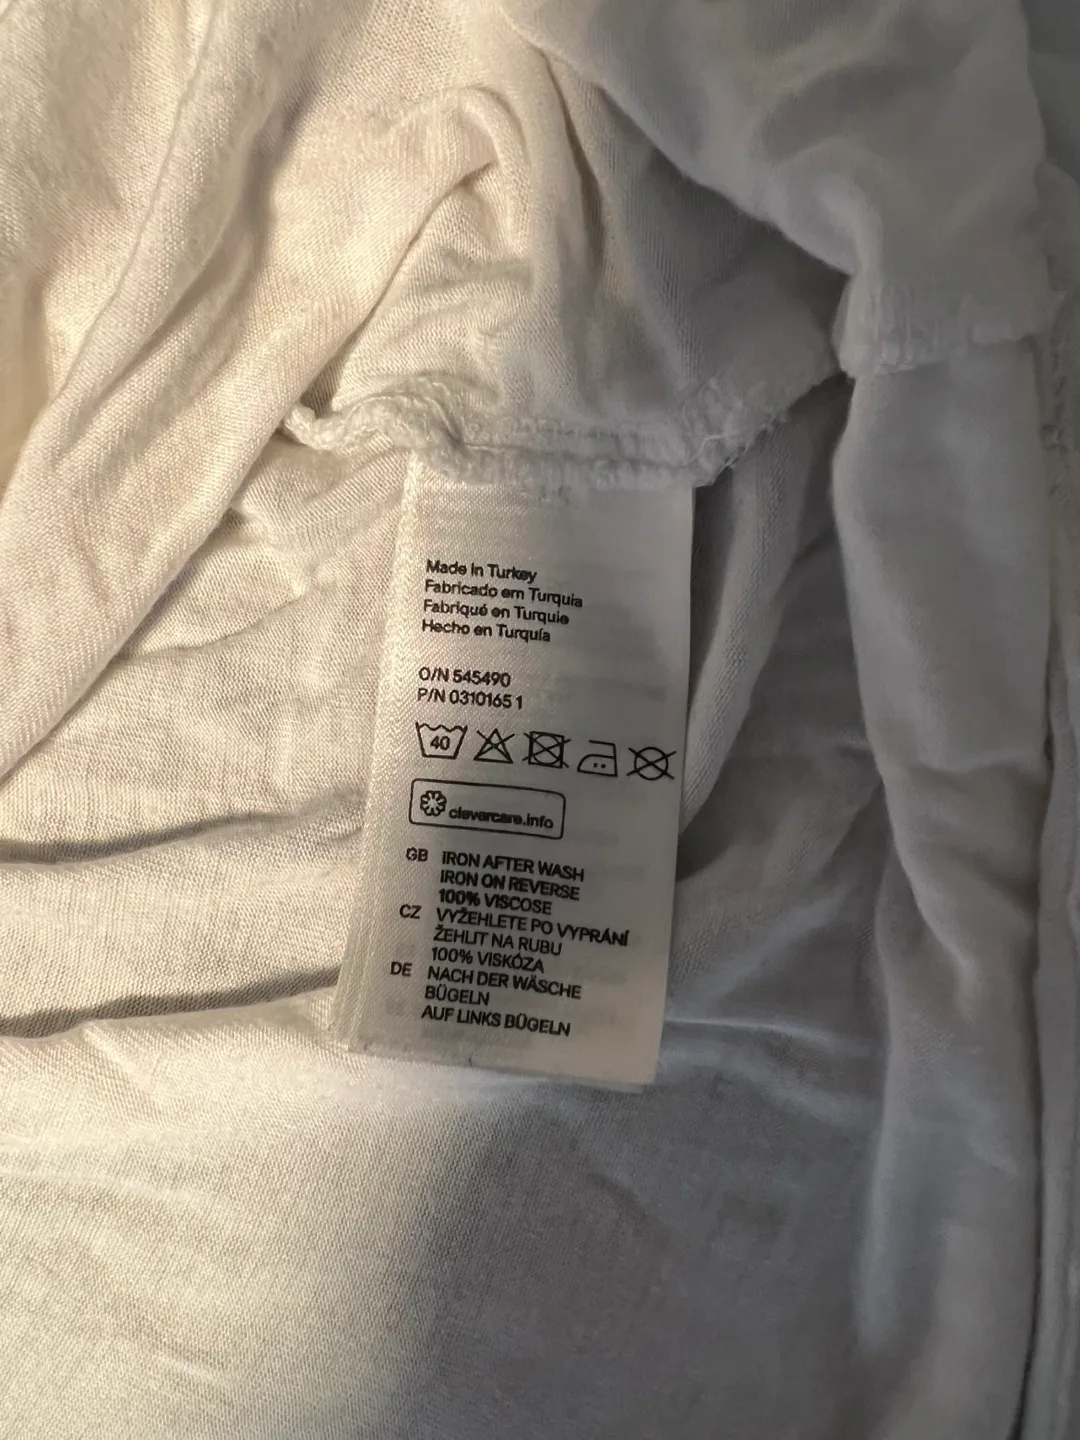 Made in Turkey
Fabricado em Turquia
Fabriqué en Turquie
Hecho en Turquía
O/N 545490
P/N 0310165 1
40
clevercare.info
GB IRON AFTER WASH
IRON ON REVERSE
100% VISCOSE
CZ VYŽEHLETE PO VYPRÁNÍ
ŽEHLIT NA RUBU
100% VISKÓZA
DE NACH DER WÄSCHE
BÜGELN
AUF LINKS BÜGELN